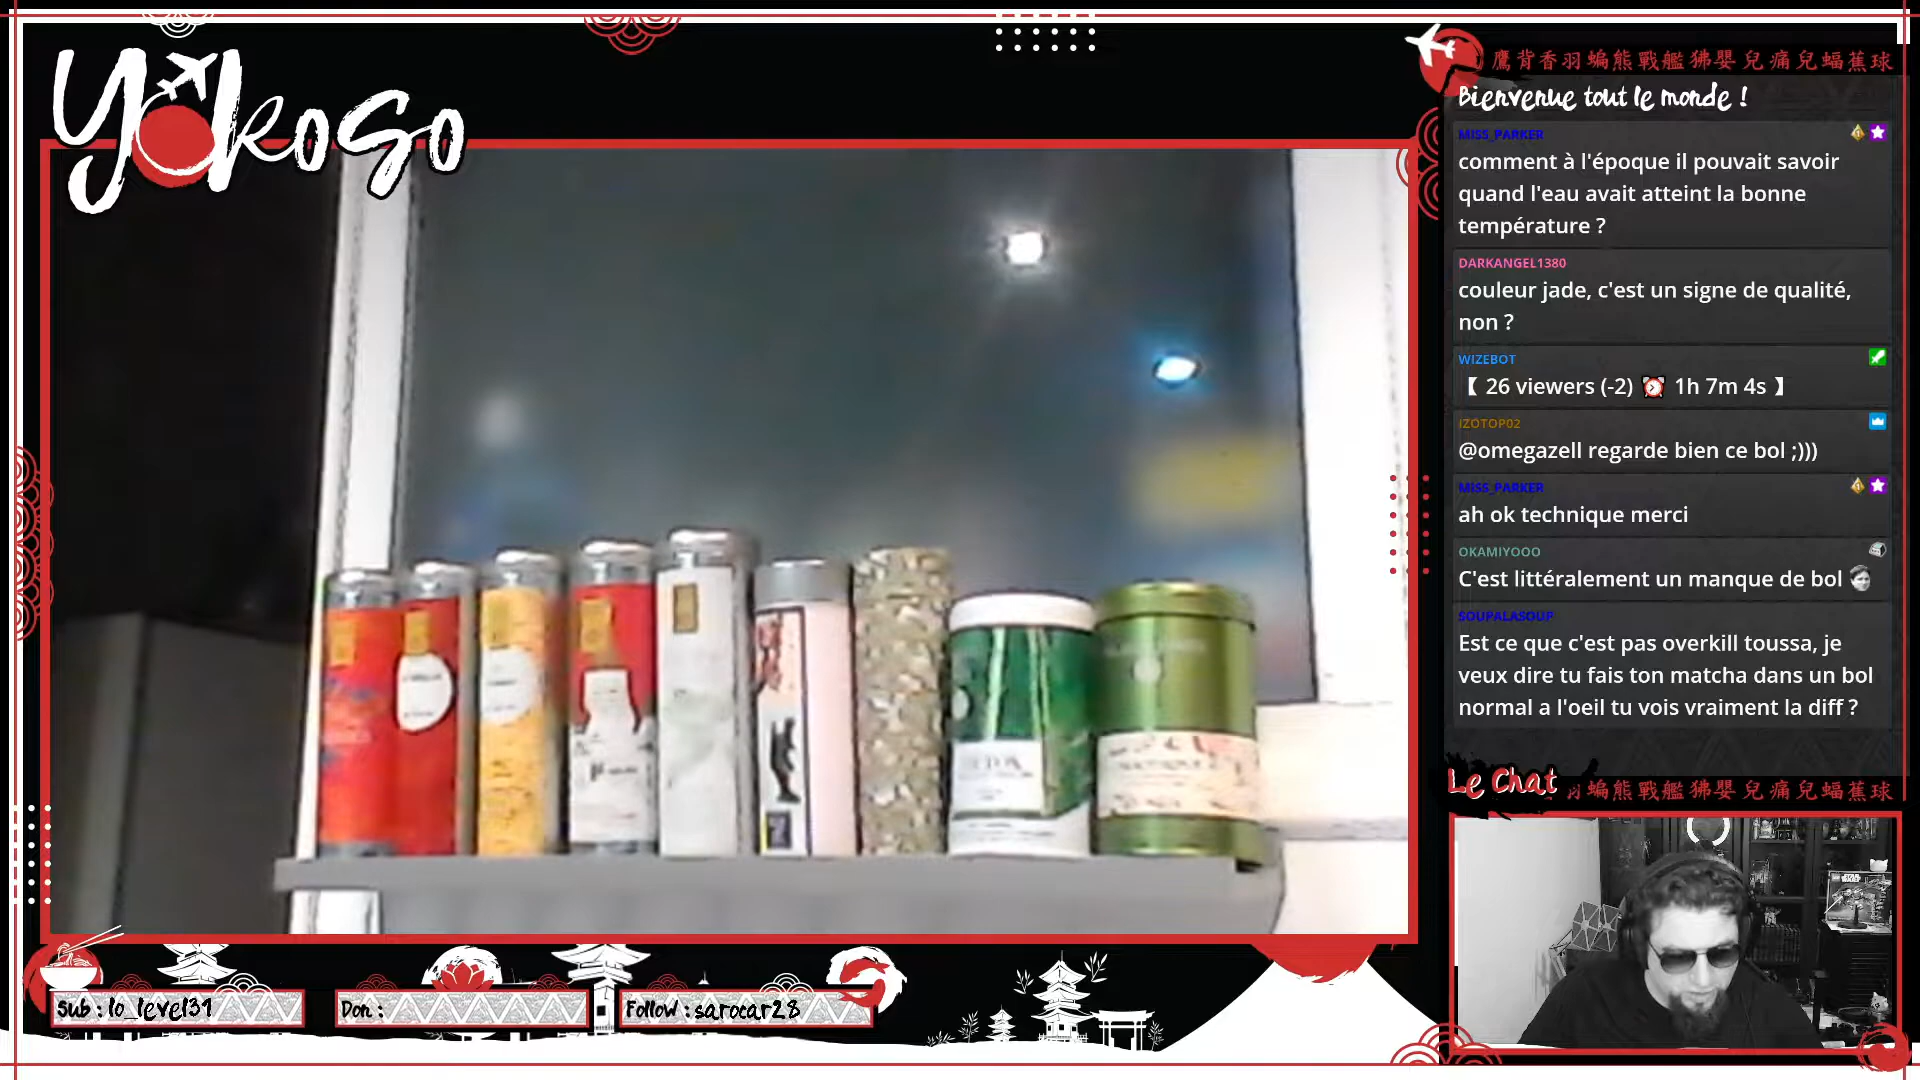 Yokoso
鷹背香羽蝙熊戰艦狒嬰兒痛兒蝠蕉球
Bienvenue tout le monde !
MISS_PARKER
comment à l'époque il pouvait savoir
quand l'eau avait atteint la bonne
température ?
DARKANGEL1380
couleur jade, c'est un signe de qualité,
non ?
WIZEBOT
【 26 viewers (-2) ⏰ 1h 7m 4s 】
IZOTOP02
@omegazell regarde bien ce bol ;)))
MISS_PARKER
ah ok technique merci
OKAMIYOOO
C'est littéralement un manque de bol
SOUPALASOUP
Est ce que c'est pas overkill toussa, je
veux dire tu fais ton matcha dans un bol
normal a l'oeil tu vois vraiment la diff ?
Le Chat
蝙熊戰艦狒嬰兒痛兒蝠蕉球
Sub : lo_level31
Don :
Follow : sarocar28